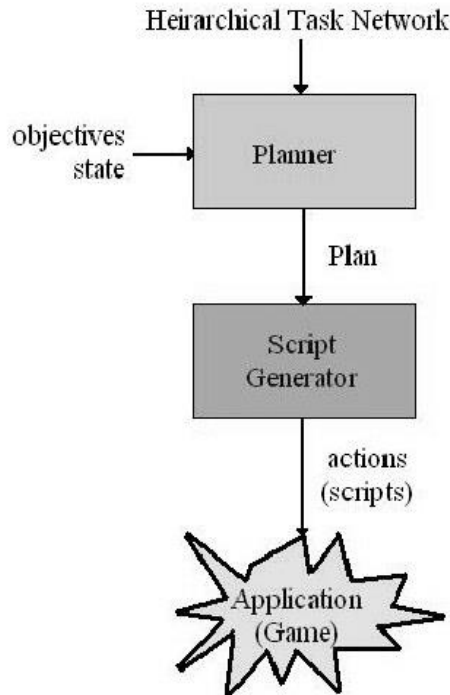 Heirarchical Task Network
objectives
state
Planner
Plan
Script
Generator
actions
(scripts)
Application
(Game)